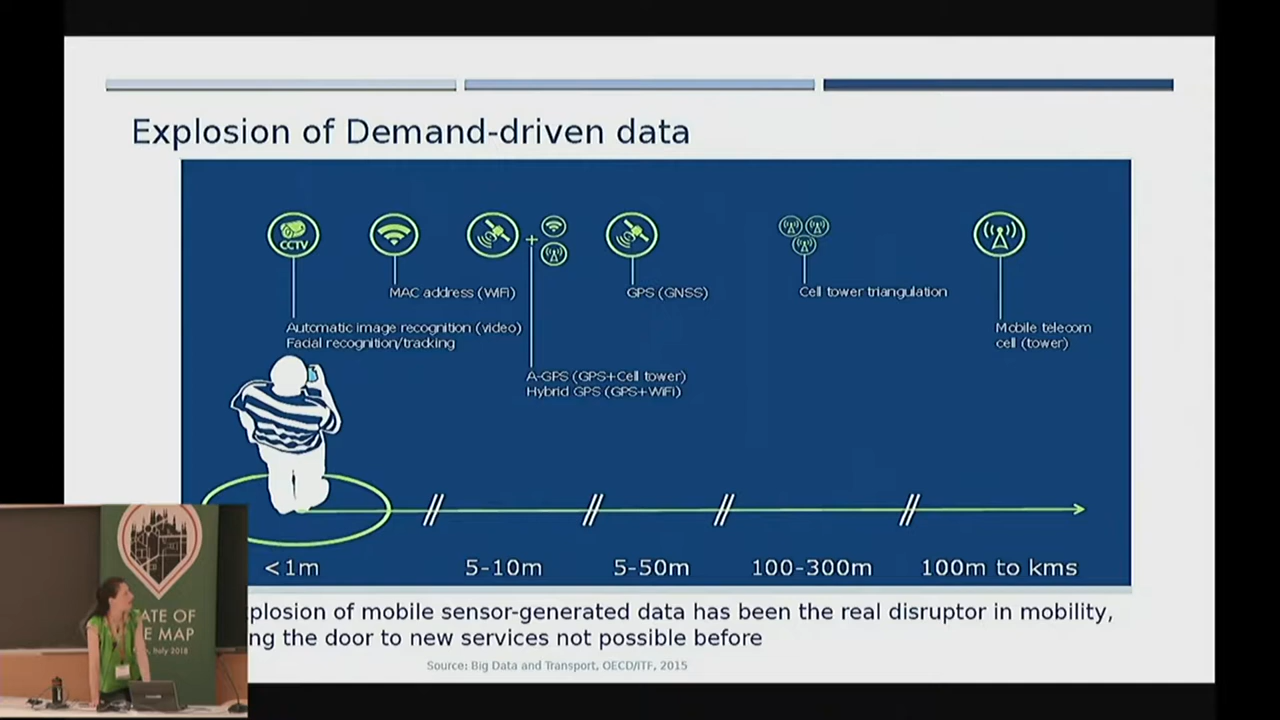 Explosion of Demand-driven data
CCTV
MAC address (WiFi)
GPS (GNSS)
Cell tower triangulation
Automatic image recognition (video)
Facial recognition/tracking
Mobile telecom
cell (tower)
A-GPS (GPS+Cell tower)
Hybrid GPS (GPS+WiFi)
<1m
5-10m
5-50m
100-300m
100m to kms
xplosion of mobile sensor-generated data has been the real disruptor in mobility,
ng the door to new services not possible before
Source: Big Data and Transport, OECD/ITF, 2015
ATE OF
E MAP
, Italy 2018